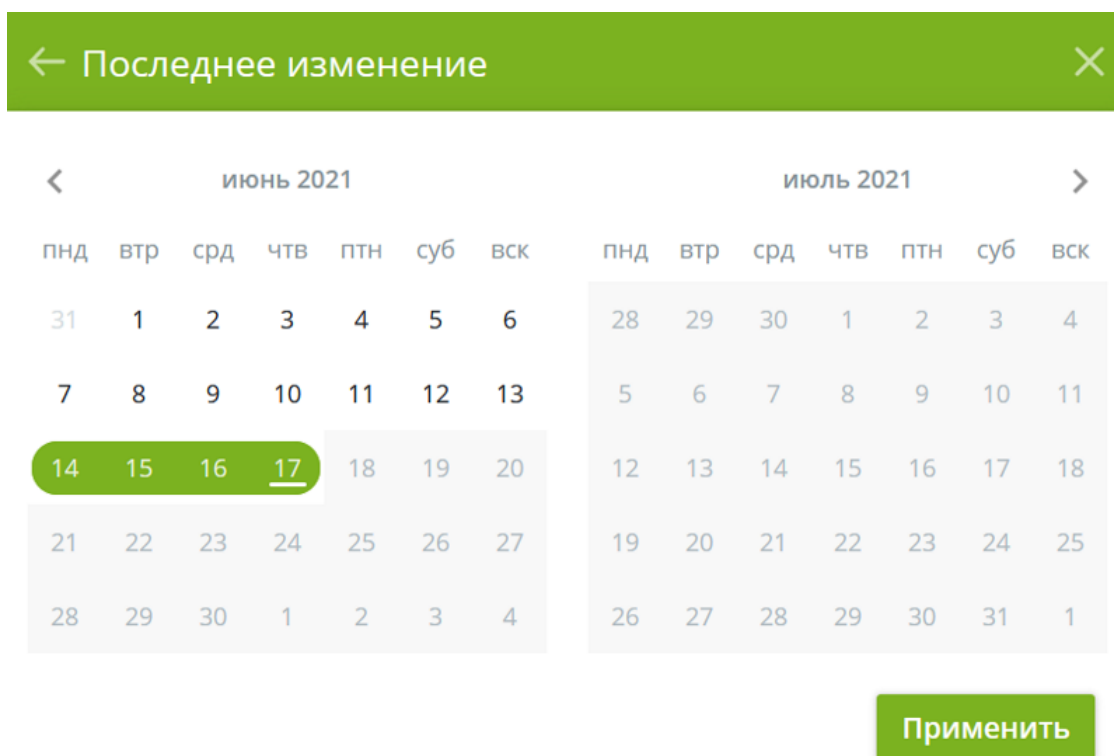 Последнее изменение
июнь 2021
пнд втр срд чтв птн суб вск
31 1 2 3 4 5 6
7 8 9 10 11 12 13
14 15 16 17 18 19 20
21 22 23 24 25 26 27
28 29 30 1 2 3 4
июль 2021
пнд втр срд чтв птн суб вск
28 29 30 1 2 3 4
5 6 7 8 9 10 11
12 13 14 15 16 17 18
19 20 21 22 23 24 25
26 27 28 29 30 31 1
Применить